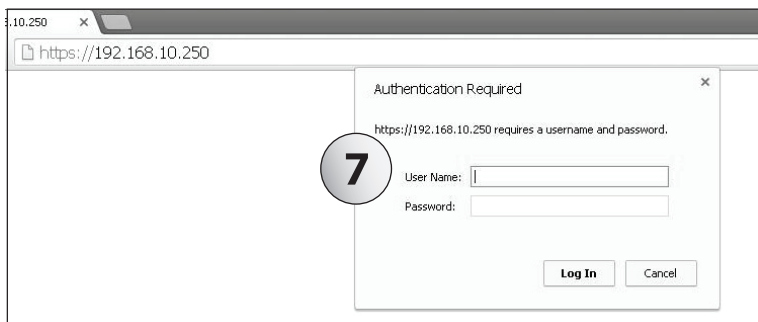 .10.250 ×
https://192.168.10.250
Authentication Required ×
https://192.168.10.250 requires a username and password.
7
User Name:
Password:
Log In Cancel